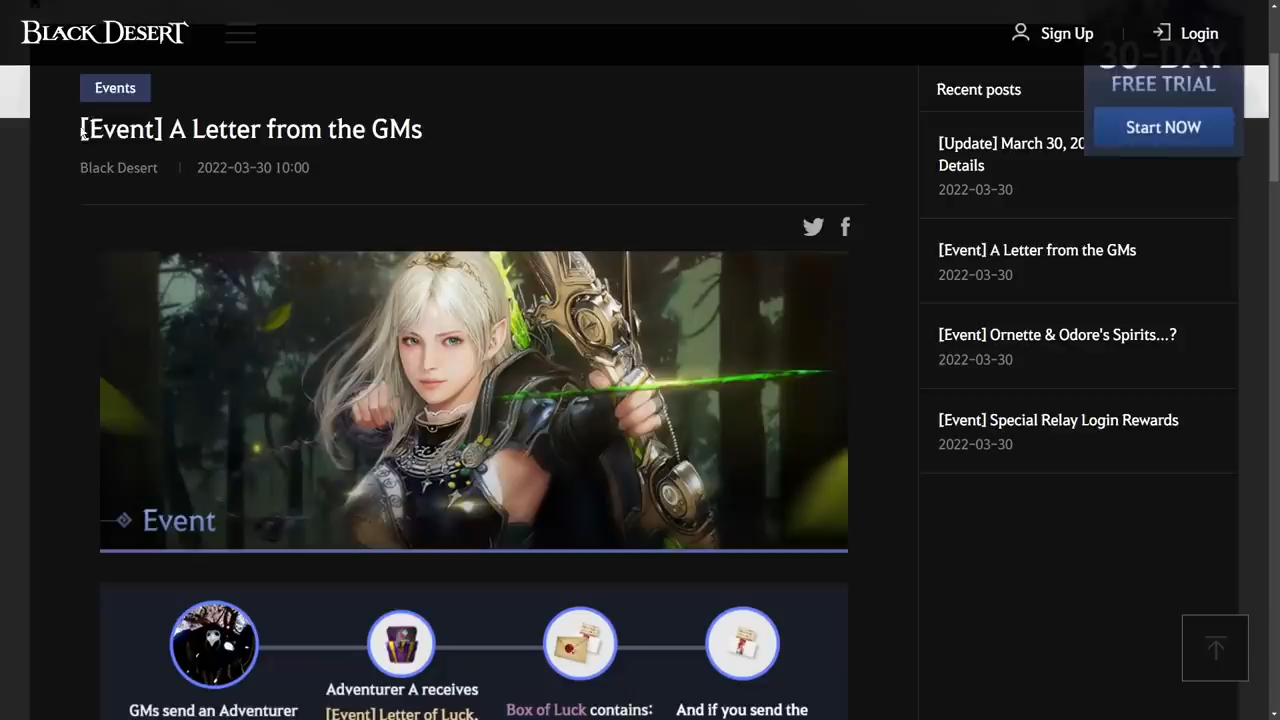 BLACK DESERT
Sign Up
Login
30-DAY
FREE TRIAL
Start NOW
Events
[Event] A Letter from the GMs
Black Desert
2022-03-30 10:00
Event
GMs send an Adventurer
Adventurer A receives
[Event] Letter of Luck.
Box of Luck contains:
And if you send the
Recent posts
[Update] March 30, 20
Details
2022-03-30
[Event] A Letter from the GMs
2022-03-30
[Event] Ornette & Odore's Spirits...?
2022-03-30
[Event] Special Relay Login Rewards
2022-03-30